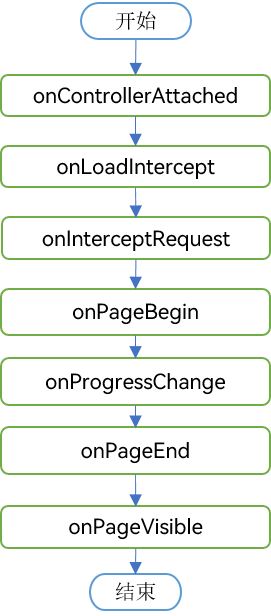 开始
onControllerAttached
onLoadIntercept
onInterceptRequest
onPageBegin
onProgressChange
onPageEnd
onPageVisible
结束